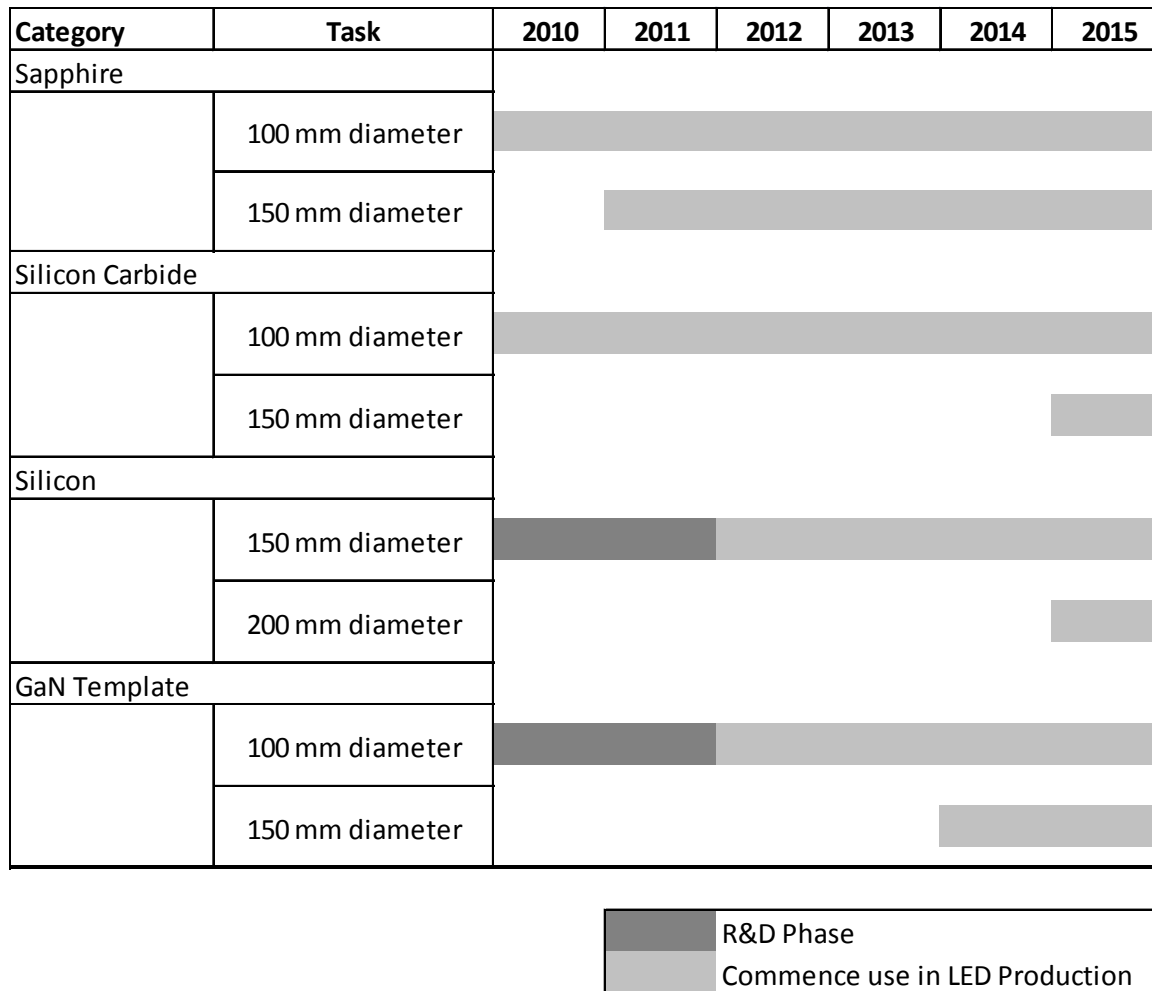 Category Task 2010 2011 2012 2013 2014 2015
Sapphire
100 mm diameter
150 mm diameter
Silicon Carbide
100 mm diameter
150 mm diameter
Silicon
150 mm diameter
200 mm diameter
GaN Template
100 mm diameter
150 mm diameter
R&D Phase
Commence use in LED Production